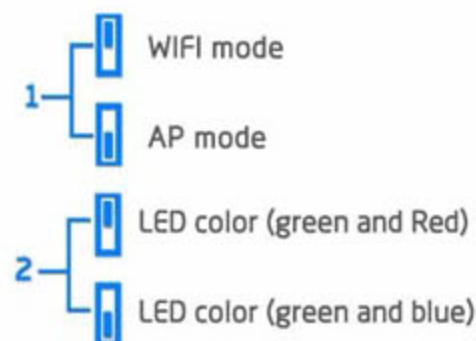 WIFI mode
1
AP mode
LED color (green and Red)
2
LED color (green and blue)